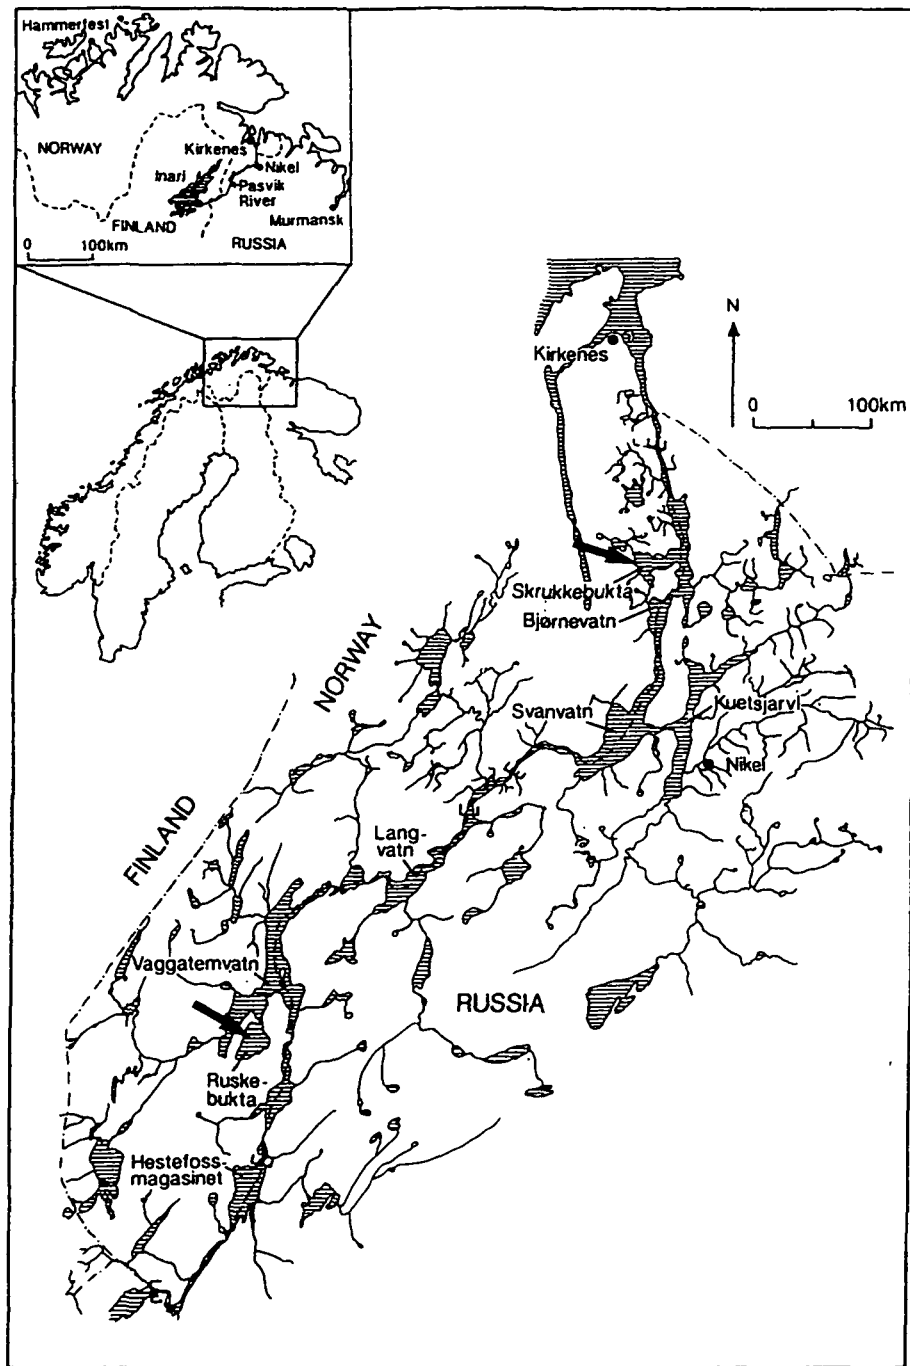 Hammerfest
NORWAY
Kirkenes
Inari
Nikel
Pasvik
River
Murmansk
FINLAND
RUSSIA
0 100km
N
Kirkenes
0 100km
Skrukkebukta
Bjørnevatn
NORWAY
Svanvatn
Kuetsjarvi
Nikel
FINLAND
Lang-
vatn
Vaggatemvatn
RUSSIA
Ruske-
bukta
Hestefoss-
magasinet